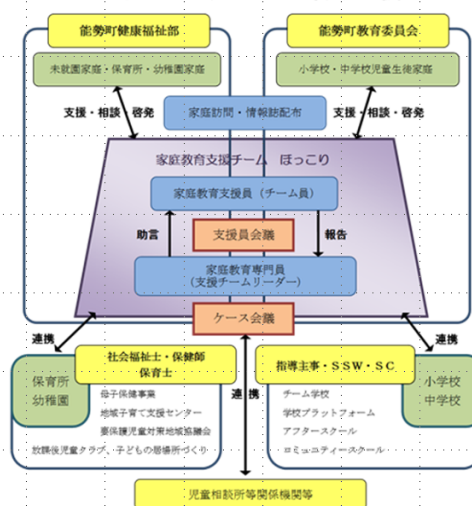 能勢町健康福祉部
能勢町教育委員会
未就園家庭・保育所・幼稚園家庭
小学校・中学校児童生徒家庭
支援・相談・啓発
家庭訪問・情報誌配布
支援・相談・啓発
家庭教育支援チーム　ほっこり
家庭教育支援員（チーム員）
助言
支援員会議
報告
家庭教育専門員
（支援チームリーダー）
ケース会議
連携
連携
社会福祉士・保健師
保育士
保育所
幼稚園
母子保健事業
地域子育て支援センター
要保護児童対策地域協議会
放課後児童クラブ、子どもの居場所づくり
連携
指導主事・ＳＳＷ・ＳＣ
小学校
中学校
チーム学校
学校プラットフォーム
アフタースクール
コミュニティースクール
児童相談所等関係機関等